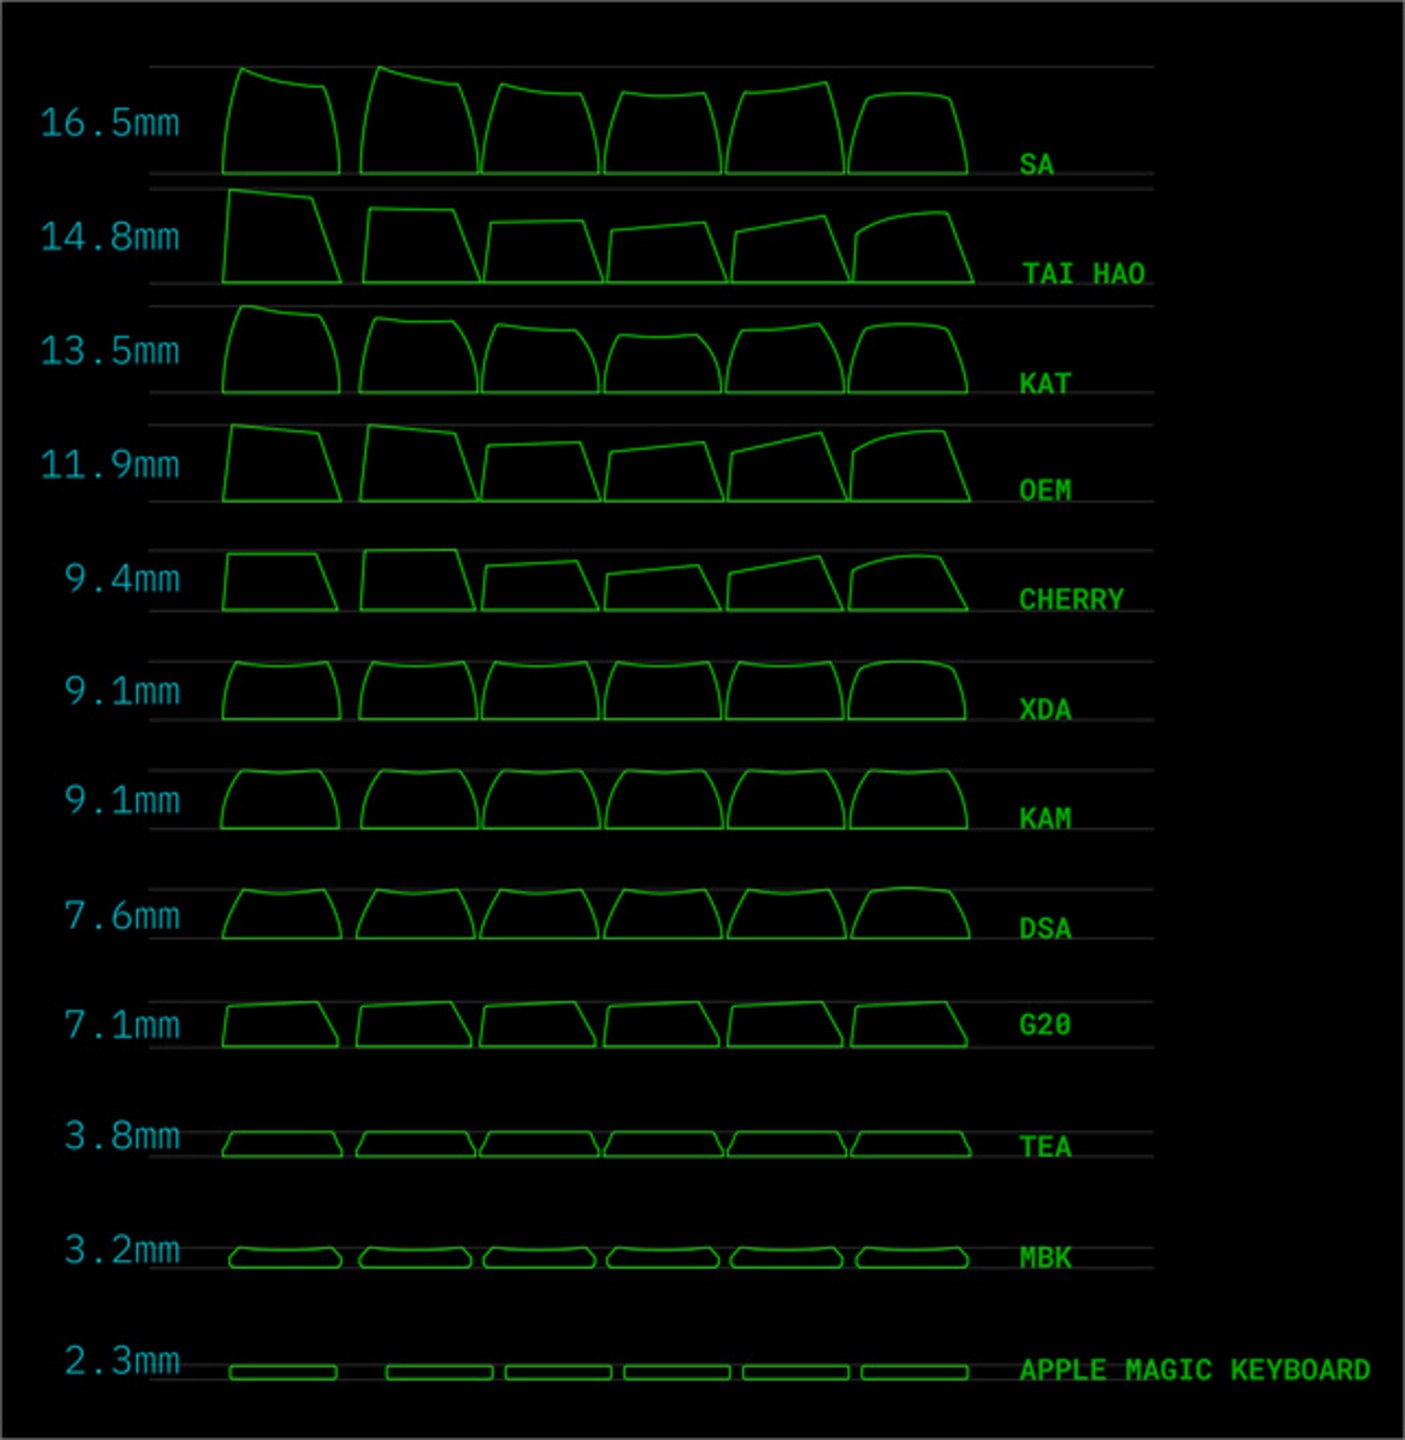 16.5mm SA
14.8mm TAI HAO
13.5mm KAT
11.9mm OEM
9.4mm CHERRY
9.1mm XDA
9.1mm KAM
7.6mm DSA
7.1mm G20
3.8mm TEA
3.2mm MBK
2.3mm APPLE MAGIC KEYBOARD